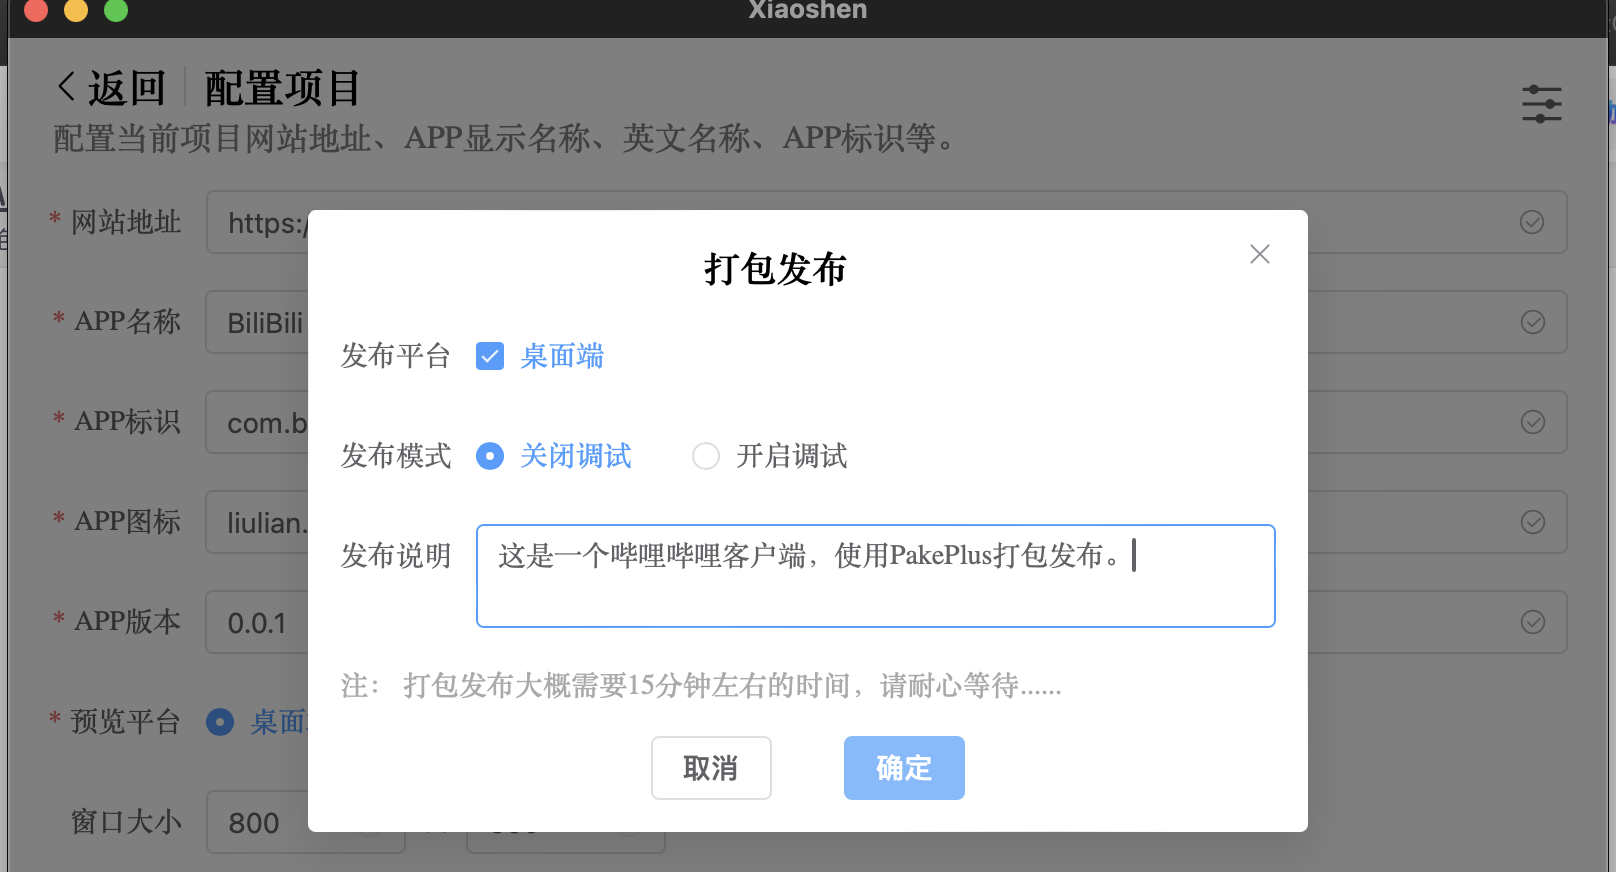 Xiaoshen
返回 配置项目
配置当前项目网站地址、APP显示名称、英文名称、APP标识等。
* 网站地址 https:/
* APP名称 BiliBili
* APP标识 com.b
* APP图标 liulian.
* APP版本 0.0.1
* 预览平台 桌面
窗口大小 800
打包发布
发布平台 桌面端
发布模式 关闭调试 开启调试
发布说明 这是一个哔哩哔哩客户端，使用PakePlus打包发布。
注： 打包发布大概需要15分钟左右的时间，请耐心等待......
取消 确定